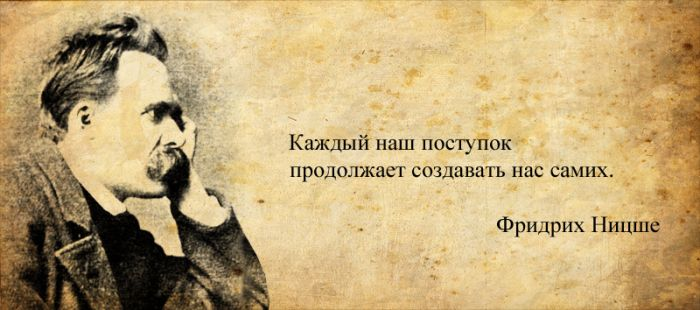 Каждый наш поступок
продолжает создавать нас самих.
Фридрих Ницше